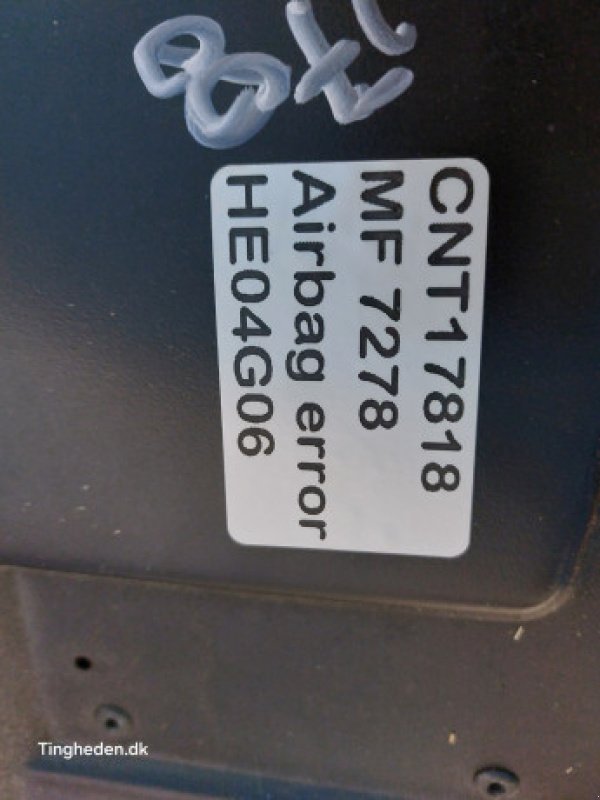 CNT17818
MF 7278
Airbag error
HE04G06
Tingheden.dk